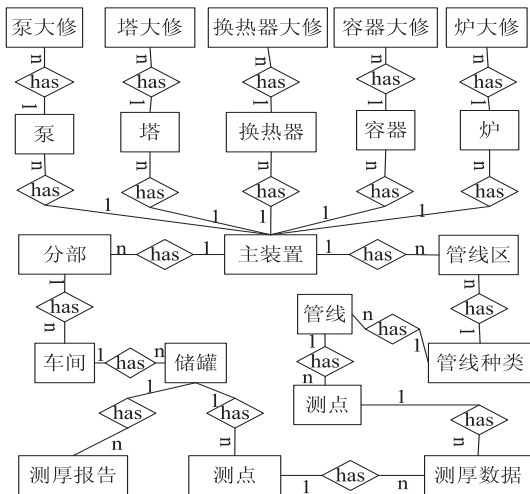 泵大修 塔大修 换热器大修 容器大修 炉大修
n n n n n
has has has has has
1 1 1 1 1
泵 塔 换热器 容器 炉
n n n n n
has has has has has
1 1 1 1 1
分部 n has 1 主装置 1 has n 管线区
1 n
has has
n 1
管线 n has 1 管线种类
1
has
n
车间 1 has n 储罐
测点 1
1 1 has
has has
n n n
测厚报告 测点 1 has n 测厚数据